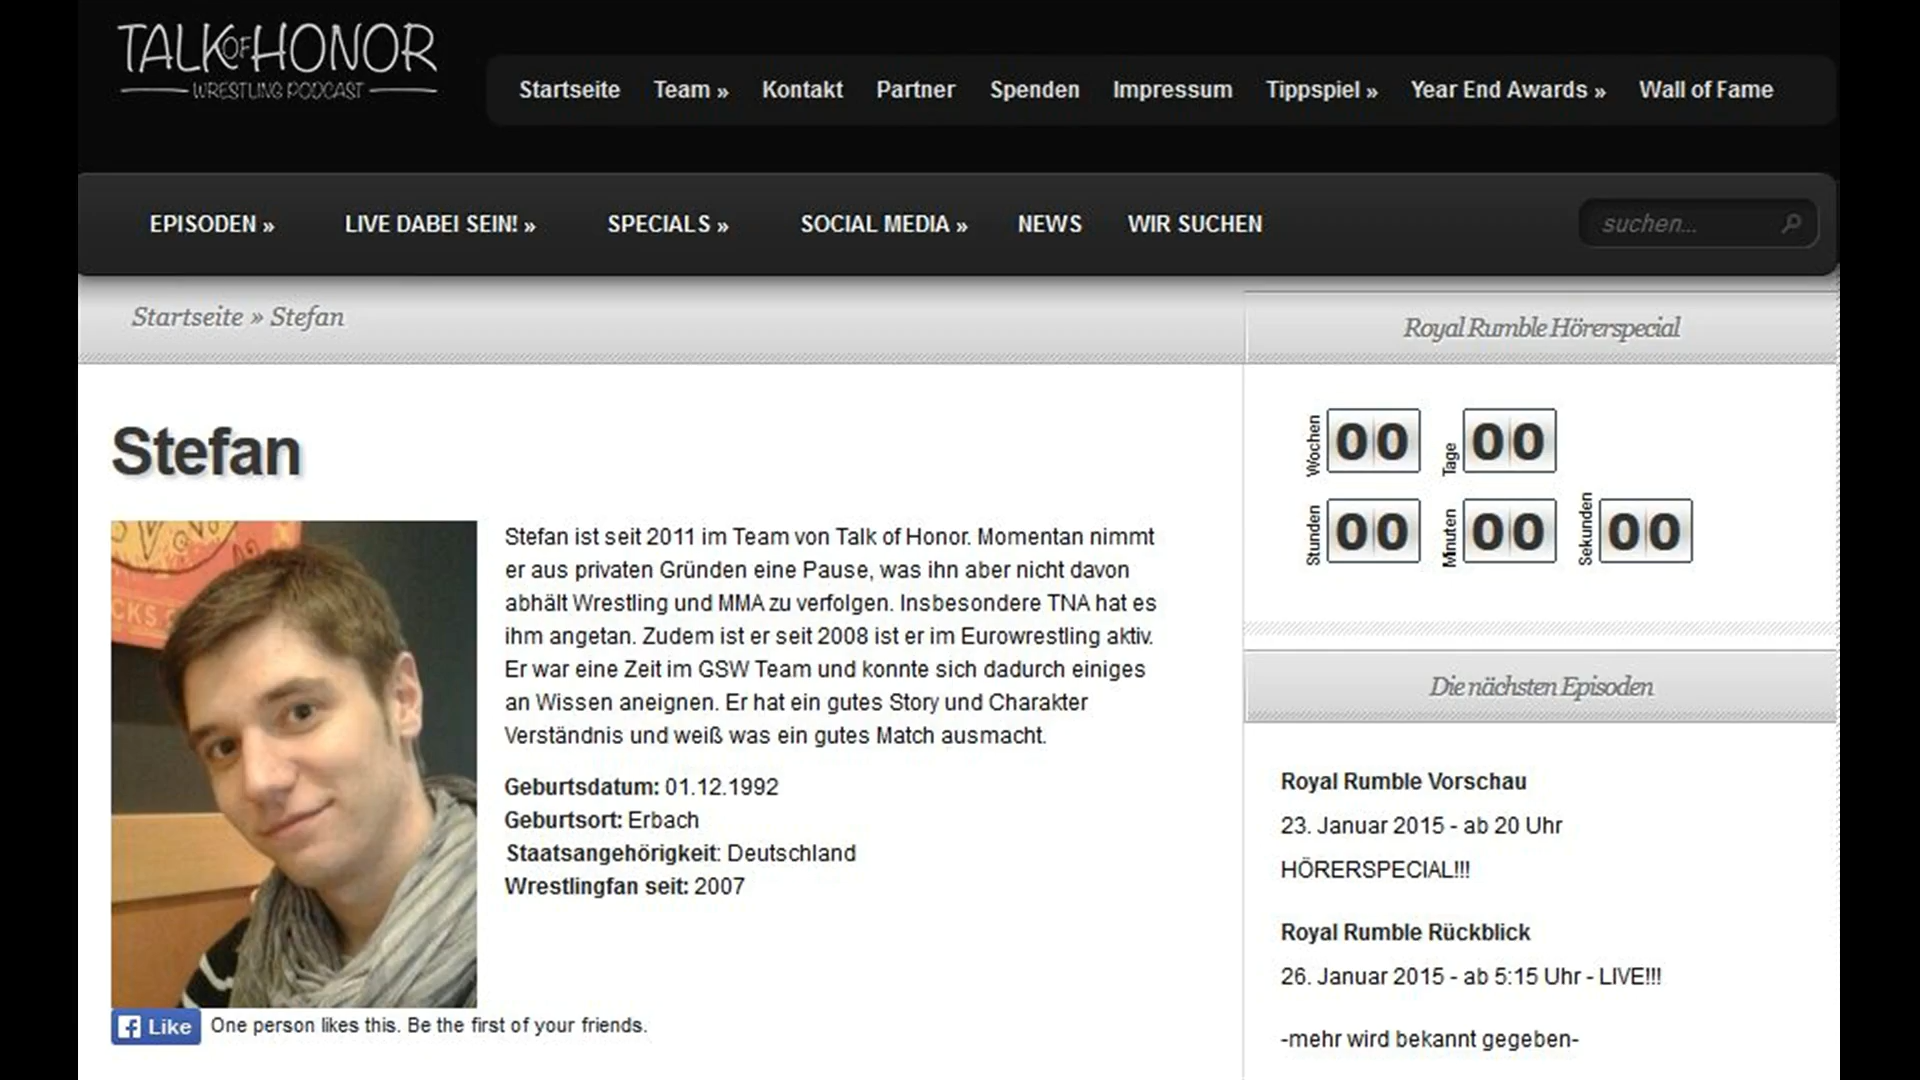 TALK OF HONOR
WRESTLING PODCAST
Startseite Team » Kontakt Partner Spenden Impressum Tippspiel » Year End Awards » Wall of Fame
EPISODEN » LIVE DABEI SEIN! » SPECIALS » SOCIAL MEDIA » NEWS WIR SUCHEN suchen...
Startseite » Stefan
Stefan
CKS
Stefan ist seit 2011 im Team von Talk of Honor. Momentan nimmt
er aus privaten Gründen eine Pause, was ihn aber nicht davon
abhält Wrestling und MMA zu verfolgen. Insbesondere TNA hat es
ihm angetan. Zudem ist er seit 2008 ist er im Eurowrestling aktiv.
Er war eine Zeit im GSW Team und konnte sich dadurch einiges
an Wissen aneignen. Er hat ein gutes Story und Charakter
Verständnis und weiß was ein gutes Match ausmacht.
Geburtsdatum: 01.12.1992
Geburtsort: Erbach
Staatsangehörigkeit: Deutschland
Wrestlingfan seit: 2007
Like One person likes this. Be the first of your friends.
Royal Rumble Hörerspecial
Wochen 00 Tage 00
Stunden 00 Minuten 00 Sekunden 00
Die nächsten Episoden
Royal Rumble Vorschau
23. Januar 2015 - ab 20 Uhr
HÖRERSPECIAL!!!
Royal Rumble Rückblick
26. Januar 2015 - ab 5:15 Uhr - LIVE!!!
-mehr wird bekannt gegeben-